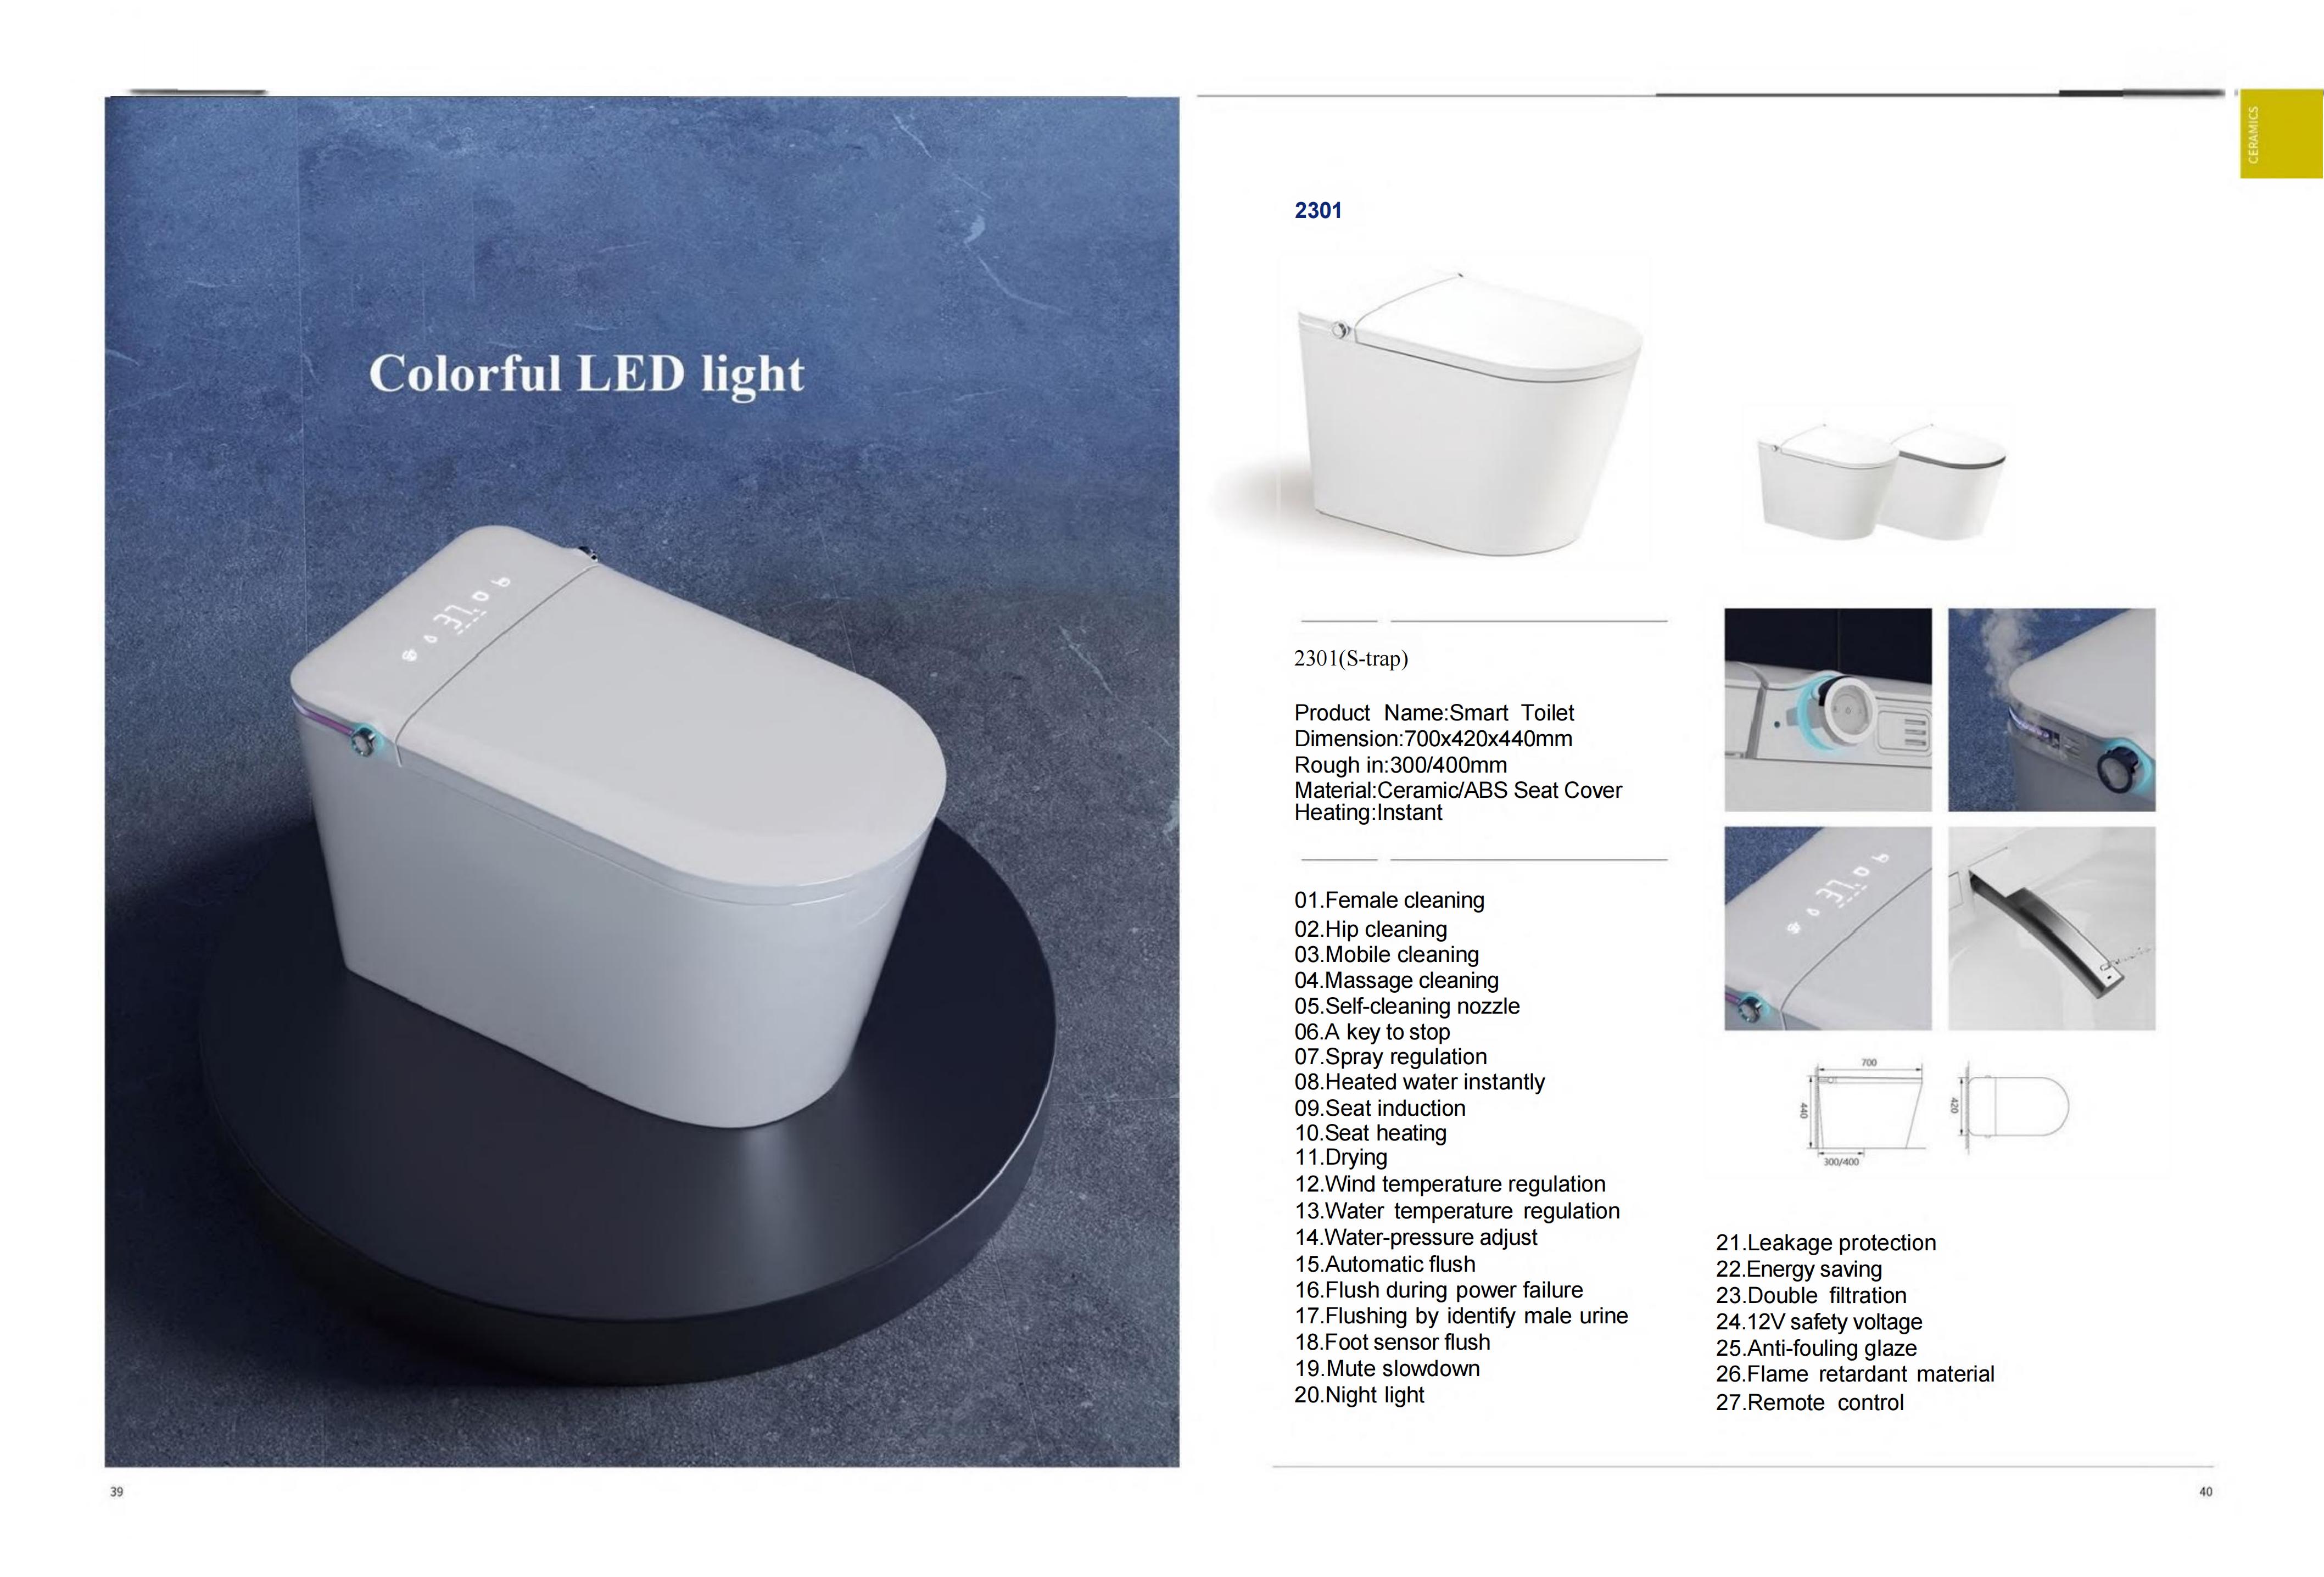 CERAMICS
Colorful LED light
37.0
2301
2301(S-trap)
Product Name:Smart Toilet
Dimension:700x420x440mm
Rough in:300/400mm
Material:Ceramic/ABS Seat Cover
Heating:Instant
01.Female cleaning
02.Hip cleaning
03.Mobile cleaning
04.Massage cleaning
05.Self-cleaning nozzle
06.A key to stop
07.Spray regulation
08.Heated water instantly
09.Seat induction
10.Seat heating
11.Drying
12.Wind temperature regulation
13.Water temperature regulation
14.Water-pressure adjust
15.Automatic flush
16.Flush during power failure
17.Flushing by identify male urine
18.Foot sensor flush
19.Mute slowdown
20.Night light
37.0
700
440
300/400
420
21.Leakage protection
22.Energy saving
23.Double filtration
24.12V safety voltage
25.Anti-fouling glaze
26.Flame retardant material
27.Remote control
39
40